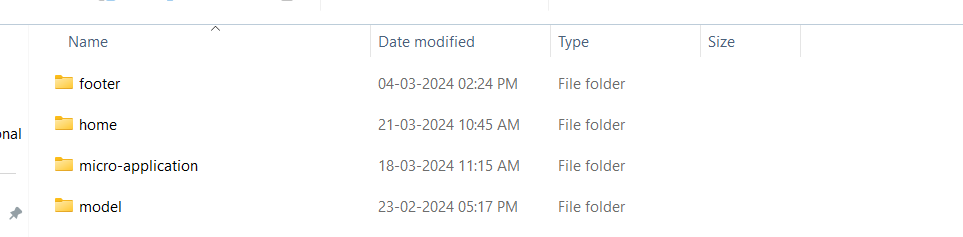 Name Date modified Type Size
footer 04-03-2024 02:24 PM File folder
onal home 21-03-2024 10:45 AM File folder
micro-application 18-03-2024 11:15 AM File folder
model 23-02-2024 05:17 PM File folder